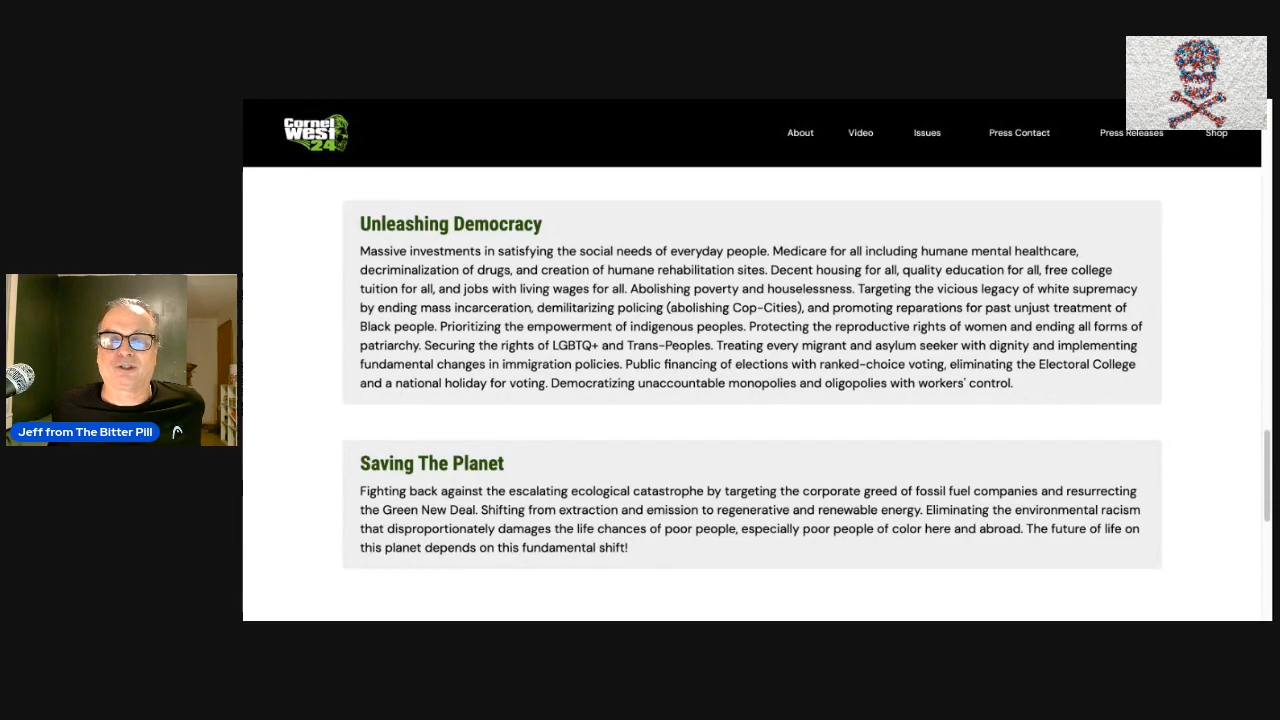 Cornel
West
24
About Video Issues Press Contact Press Releases Shop
Unleashing Democracy
Massive investments in satisfying the social needs of everyday people. Medicare for all including humane mental healthcare,
decriminalization of drugs, and creation of humane rehabilitation sites. Decent housing for all, quality education for all, free college
tuition for all, and jobs with living wages for all. Abolishing poverty and houselessness. Targeting the vicious legacy of white supremacy
by ending mass incarceration, demilitarizing policing (abolishing Cop-Cities), and promoting reparations for past unjust treatment of
Black people. Prioritizing the empowerment of indigenous peoples. Protecting the reproductive rights of women and ending all forms of
patriarchy. Securing the rights of LGBTQ+ and Trans-Peoples. Treating every migrant and asylum seeker with dignity and implementing
fundamental changes in immigration policies. Public financing of elections with ranked-choice voting, eliminating the Electoral College
and a national holiday for voting. Democratizing unaccountable monopolies and oligopolies with workers' control.
Jeff from The Bitter Pill
Saving The Planet
Fighting back against the escalating ecological catastrophe by targeting the corporate greed of fossil fuel companies and resurrecting
the Green New Deal. Shifting from extraction and emission to regenerative and renewable energy. Eliminating the environmental racism
that disproportionately damages the life chances of poor people, especially poor people of color here and abroad. The future of life on
this planet depends on this fundamental shift!